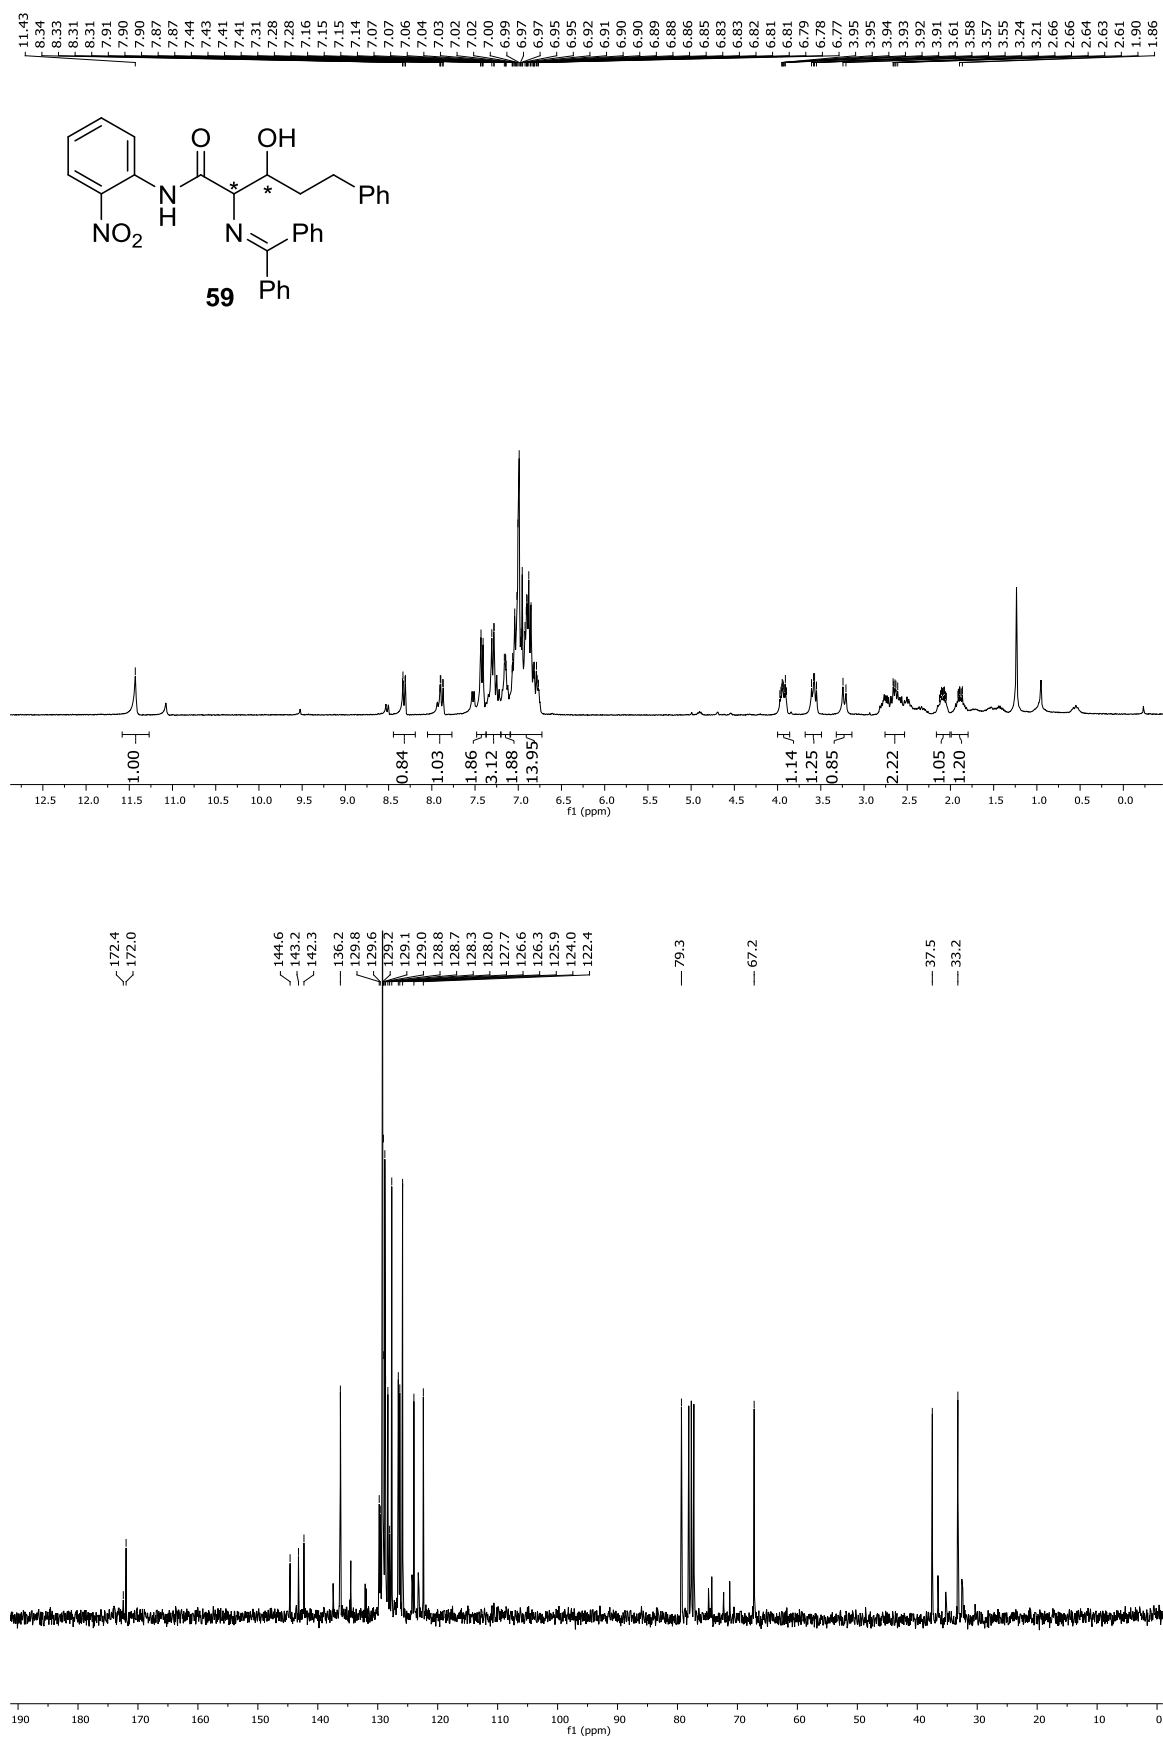 11.43 8.34 8.33 8.31 8.31 7.91 7.90 7.90 7.87 7.87 7.44 7.43 7.41 7.41 7.31 7.28 7.28 7.16 7.15 7.15 7.14 7.07 7.07 7.06 7.04 7.03 7.02 7.02 7.00 6.99 6.97 6.97 6.95 6.95 6.92 6.91 6.90 6.90 6.89 6.88 6.86 6.85 6.83 6.83 6.82 6.81 6.81 6.79 6.78 6.77 3.95 3.95 3.94 3.93 3.92 3.91 3.61 3.58 3.57 3.55 3.24 3.21 2.66 2.66 2.64 2.63 2.61 1.90 1.86
O OH
* *
N
H
Ph
NO2
N Ph
Ph
59
1.00 0.84 1.03 1.86 3.12 1.88 13.95 1.14 1.25 0.85 2.22 1.05 1.20
12.5 12.0 11.5 11.0 10.5 10.0 9.5 9.0 8.5 8.0 7.5 7.0 6.5 6.0 5.5 5.0 4.5 4.0 3.5 3.0 2.5 2.0 1.5 1.0 0.5 0.0
f1 (ppm)
172.4 172.0 144.6 143.2 142.3 136.2 129.8 129.6 129.2 129.1 129.0 128.8 128.7 128.3 128.0 127.7 126.6 126.3 125.9 124.0 122.4 79.3 67.2 37.5 33.2
190 180 170 160 150 140 130 120 110 100 90 80 70 60 50 40 30 20 10 0
f1 (ppm)